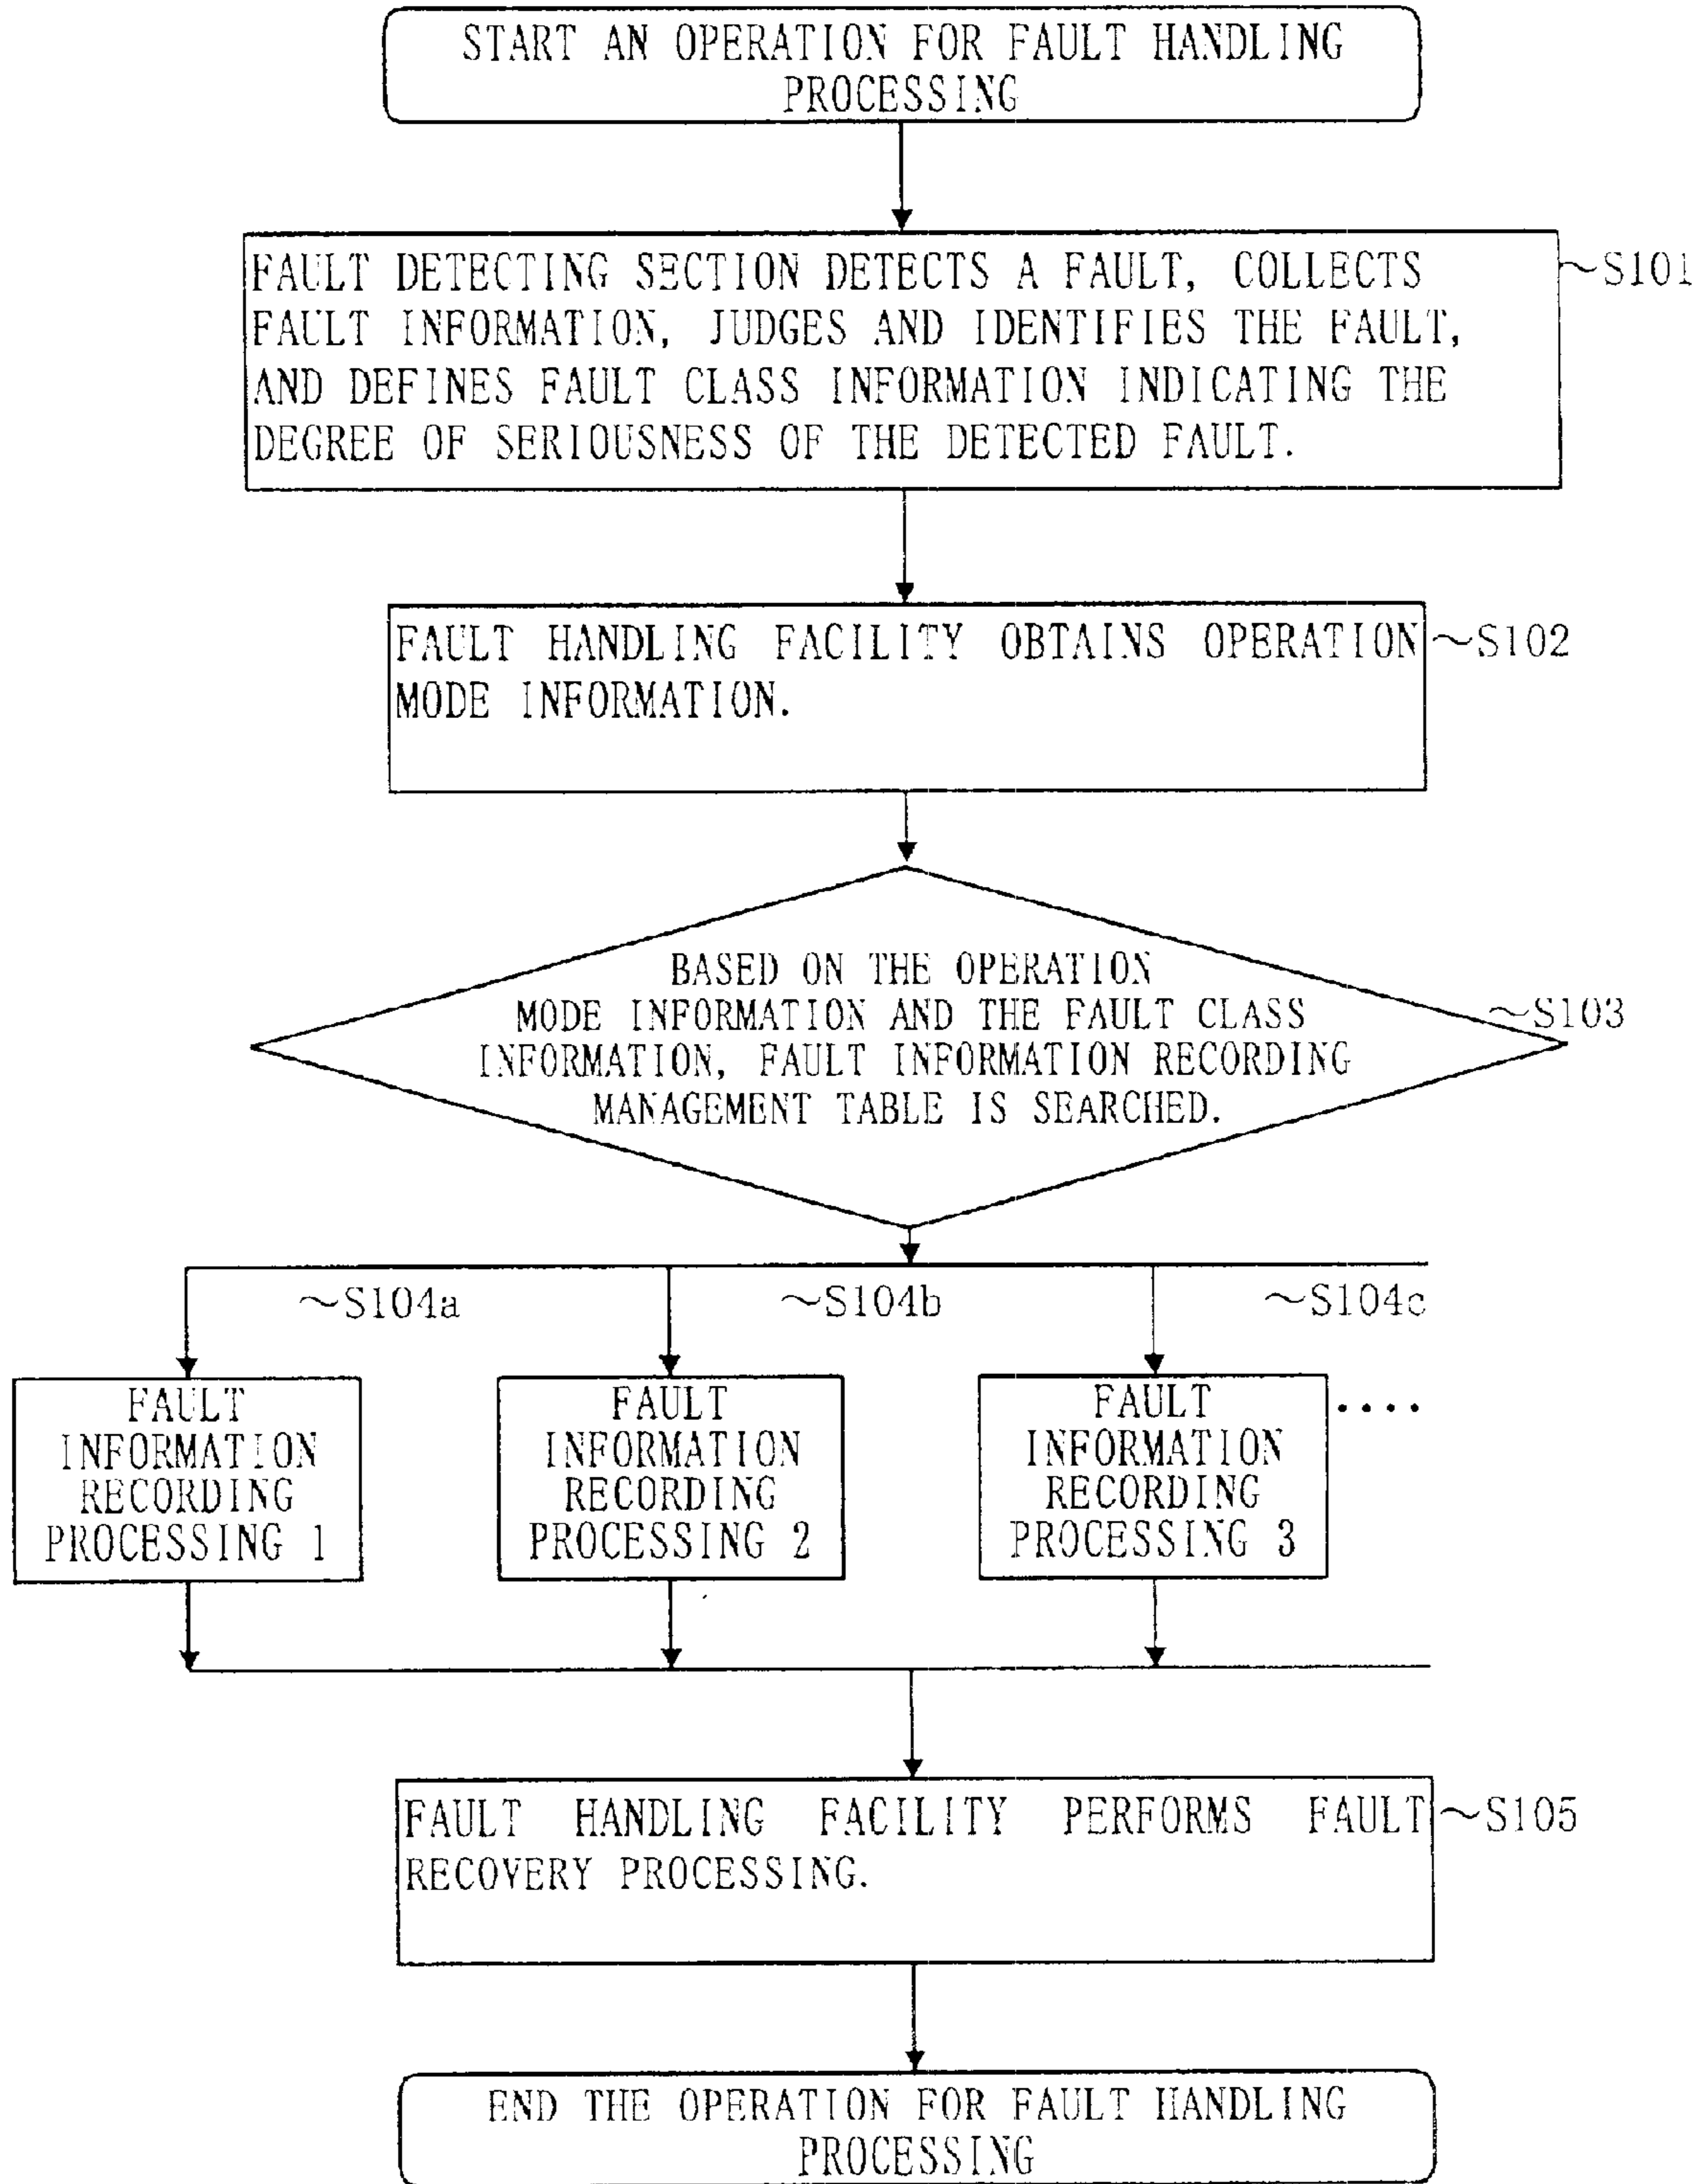 START AN OPERATION FOR FAULT HANDLING
PROCESSING
FAULT DETECTING SECTION DETECTS A FAULT, COLLECTS
FAULT INFORMATION, JUDGES AND IDENTIFIES THE FAULT,
AND DEFINES FAULT CLASS INFORMATION INDICATING THE
DEGREE OF SERIOUSNESS OF THE DETECTED FAULT.
~S101
FAULT HANDLING FACILITY OBTAINS OPERATION
MODE INFORMATION.
~S102
BASED ON THE OPERATION
MODE INFORMATION AND THE FAULT CLASS
INFORMATION, FAULT INFORMATION RECORDING
MANAGEMENT TABLE IS SEARCHED.
~S103
~S104a
~S104b
~S104c
FAULT
INFORMATION
RECORDING
PROCESSING 1
FAULT
INFORMATION
RECORDING
PROCESSING 2
FAULT
INFORMATION
RECORDING
PROCESSING 3
....
FAULT HANDLING FACILITY PERFORMS FAULT
RECOVERY PROCESSING.
~S105
END THE OPERATION FOR FAULT HANDLING
PROCESSING